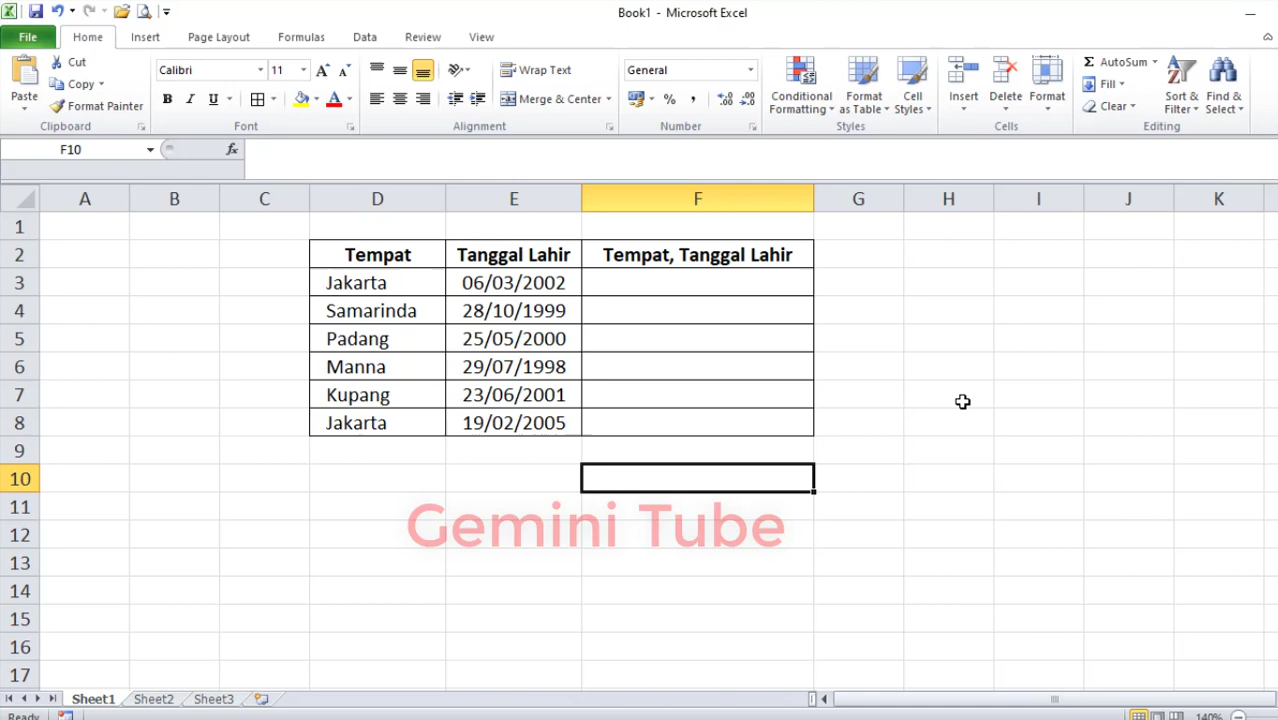 Book1 - Microsoft Excel
File Home Insert Page Layout Formulas Data Review View
Paste
Cut
Copy
Format Painter
Clipboard
Calibri 11
A A
B I U A
Font
Wrap Text
Merge & Center
Alignment
General
% , .0 .00 .00 .0
Number
Conditional Formatting
Format as Table
Cell Styles
Styles
Insert Delete Format
Cells
Σ AutoSum
Fill
Clear
Sort & Filter
Find & Select
Editing
F10 fx
A B C D E F G H I J K
1
2 Tempat Tanggal Lahir Tempat, Tanggal Lahir
3 Jakarta 06/03/2002
4 Samarinda 28/10/1999
5 Padang 25/05/2000
6 Manna 29/07/1998
7 Kupang 23/06/2001
8 Jakarta 19/02/2005
9
10
11
Gemini Tube
12
13
14
15
16
17
Sheet1 Sheet2 Sheet3
Ready 140%